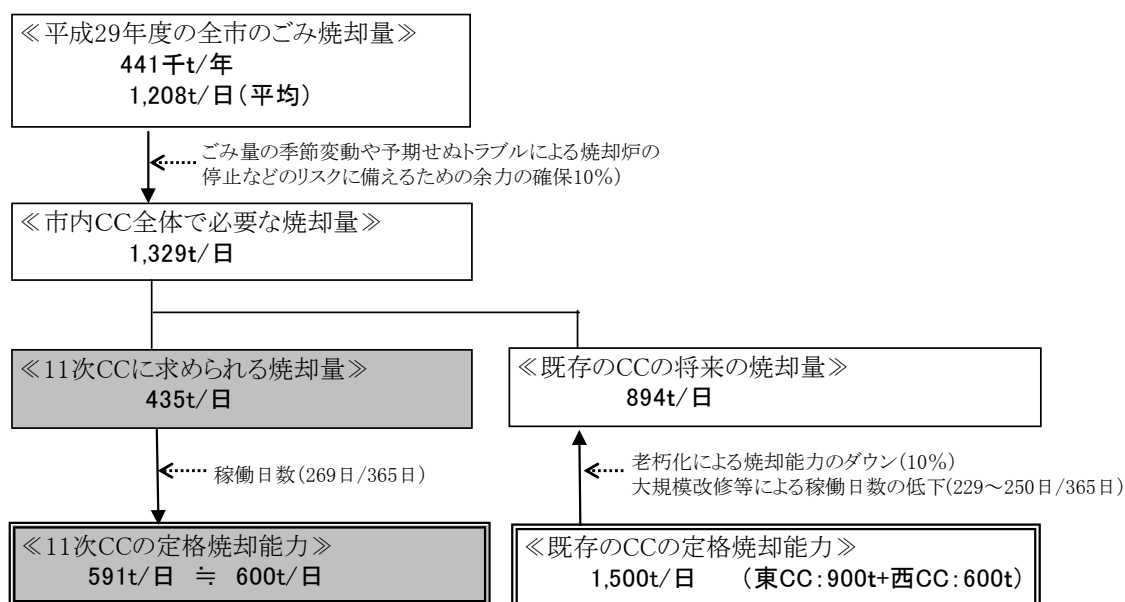 ≪平成29年度の全市のごみ焼却量≫
441千t/年
1,208t/日(平均)
ごみ量の季節変動や予期せぬトラブルによる焼却炉の
停止などのリスクに備えるための余力の確保10%)
≪市内CC全体で必要な焼却量≫
1,329t/日
≪11次CCに求められる焼却量≫
435t/日
≪既存のCCの将来の焼却量≫
894t/日
稼働日数(269日/365日)
老朽化による焼却能力のダウン(10%)
大規模改修等による稼働日数の低下(229～250日/365日)
≪11次CCの定格焼却能力≫
591t/日 ≒ 600t/日
≪既存のCCの定格焼却能力≫
1,500t/日 (東CC:900t+西CC:600t)